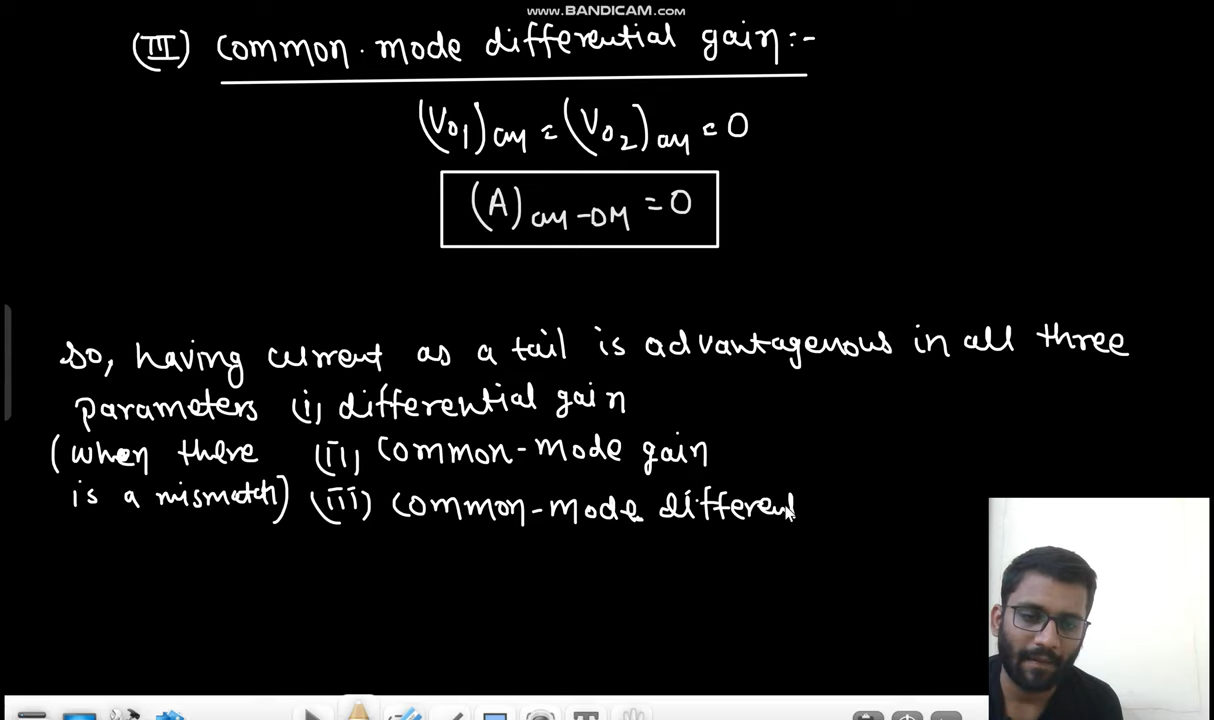 WWW.BANDICAM.COM
(III) Common-mode differential gain:-
(Vo1)CM = (Vo2)CM = 0
(A)CM-DM = 0
So, having current as a tail is advantageous in all three
parameters (i) differential gain
(when there (ii) Common-mode gain
is a mismatch) (iii) Common-mode different